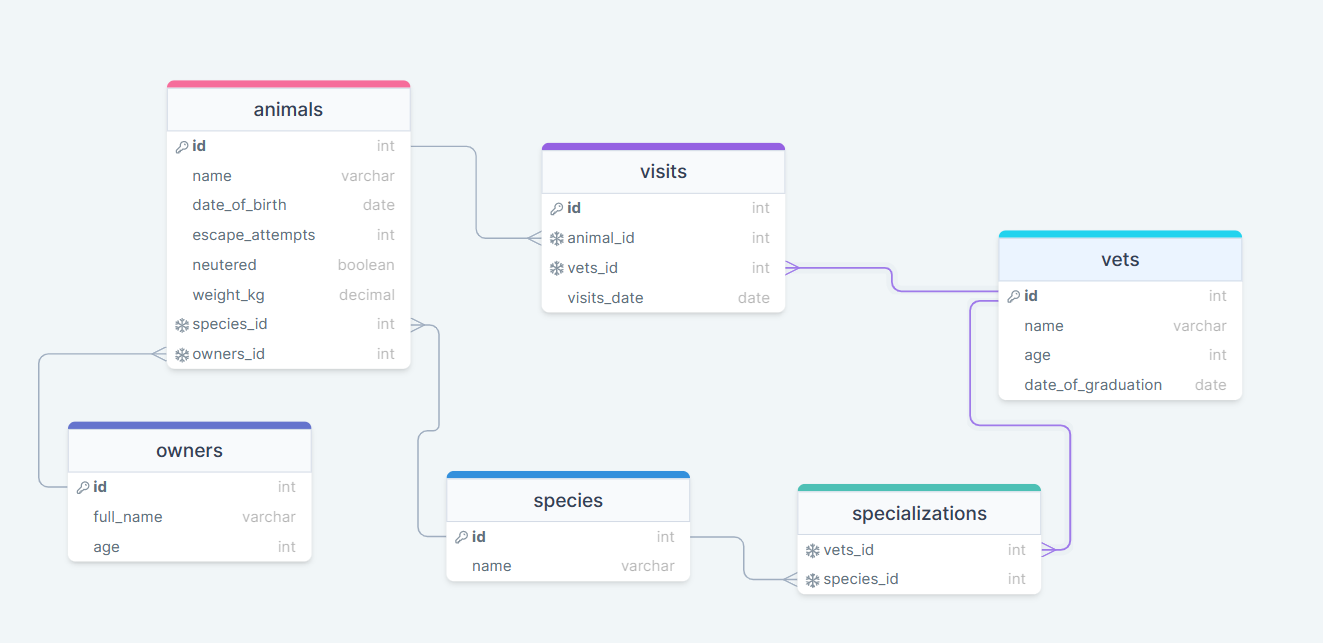 animals
id int
name varchar
date_of_birth date
escape_attempts int
neutered boolean
weight_kg decimal
species_id int
owners_id int
visits
id int
animal_id int
vets_id int
visits_date date
vets
id int
name varchar
age int
date_of_graduation date
owners
id int
full_name varchar
age int
species
id int
name varchar
specializations
vets_id int
species_id int